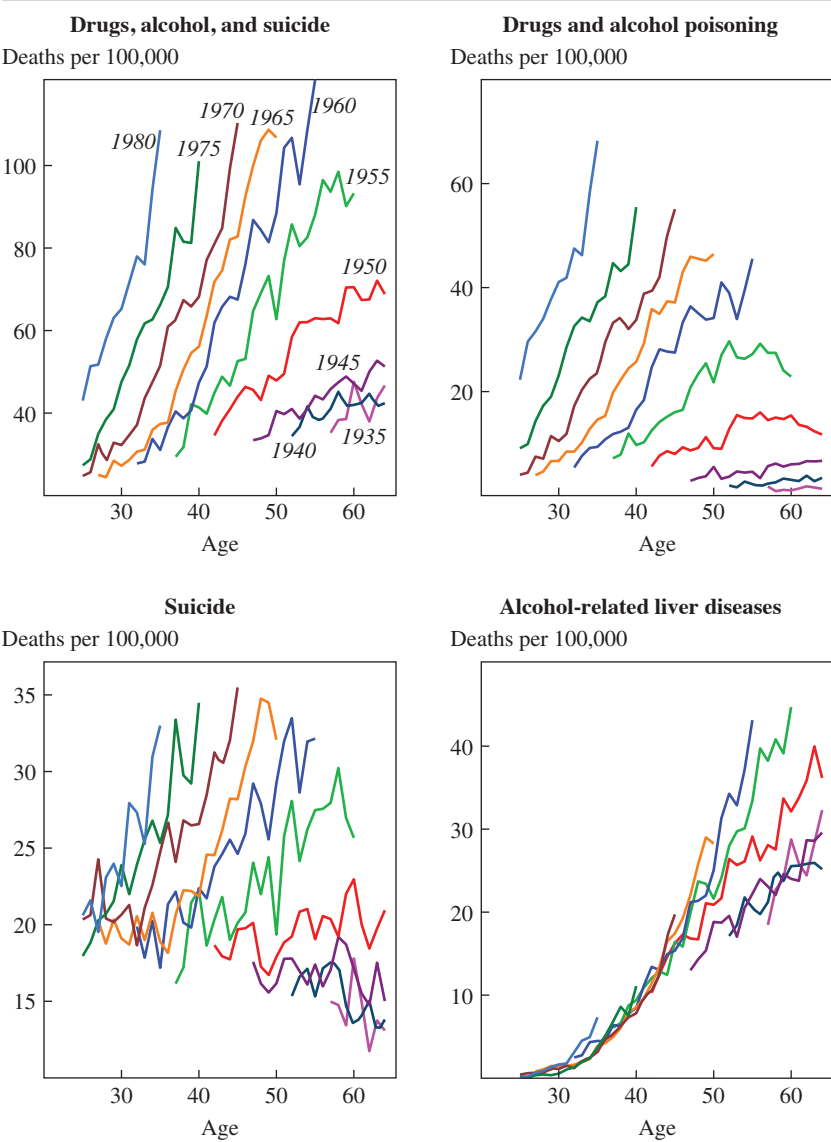 Drugs, alcohol, and suicide
Deaths per 100,000
100
80
60
40
1980
1975
1970
1965
1960
1955
1950
1945
1940
1935
30 40 50 60
Age
Drugs and alcohol poisoning
Deaths per 100,000
60
40
20
30 40 50 60
Age
Suicide
Deaths per 100,000
35
30
25
20
15
30 40 50 60
Age
Alcohol-related liver diseases
Deaths per 100,000
40
30
20
10
30 40 50 60
Age